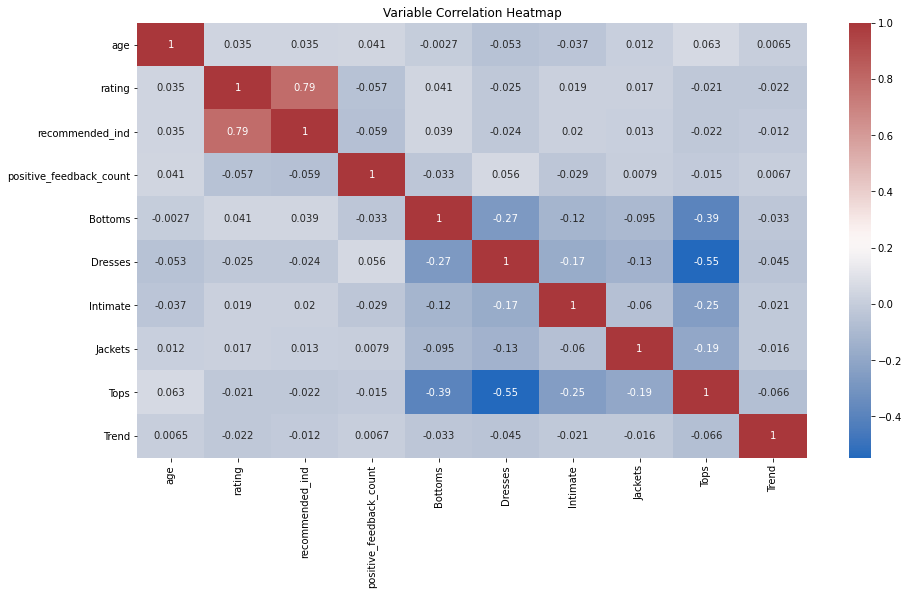 Variable Correlation Heatmap
age 1 0.035 0.035 0.041 -0.0027 -0.053 -0.037 0.012 0.063 0.0065
rating 0.035 1 0.79 -0.057 0.041 -0.025 0.019 0.017 -0.021 -0.022
recommended_ind 0.035 0.79 1 -0.059 0.039 -0.024 0.02 0.013 -0.022 -0.012
positive_feedback_count 0.041 -0.057 -0.059 1 -0.033 0.056 -0.029 0.0079 -0.015 0.0067
Bottoms -0.0027 0.041 0.039 -0.033 1 -0.27 -0.12 -0.095 -0.39 -0.033
Dresses -0.053 -0.025 -0.024 0.056 -0.27 1 -0.17 -0.13 -0.55 -0.045
Intimate -0.037 0.019 0.02 -0.029 -0.12 -0.17 1 -0.06 -0.25 -0.021
Jackets 0.012 0.017 0.013 0.0079 -0.095 -0.13 -0.06 1 -0.19 -0.016
Tops 0.063 -0.021 -0.022 -0.015 -0.39 -0.55 -0.25 -0.19 1 -0.066
Trend 0.0065 -0.022 -0.012 0.0067 -0.033 -0.045 -0.021 -0.016 -0.066 1
age rating recommended_ind positive_feedback_count Bottoms Dresses Intimate Jackets Tops Trend
1.0
0.8
0.6
0.4
0.2
0.0
-0.2
-0.4